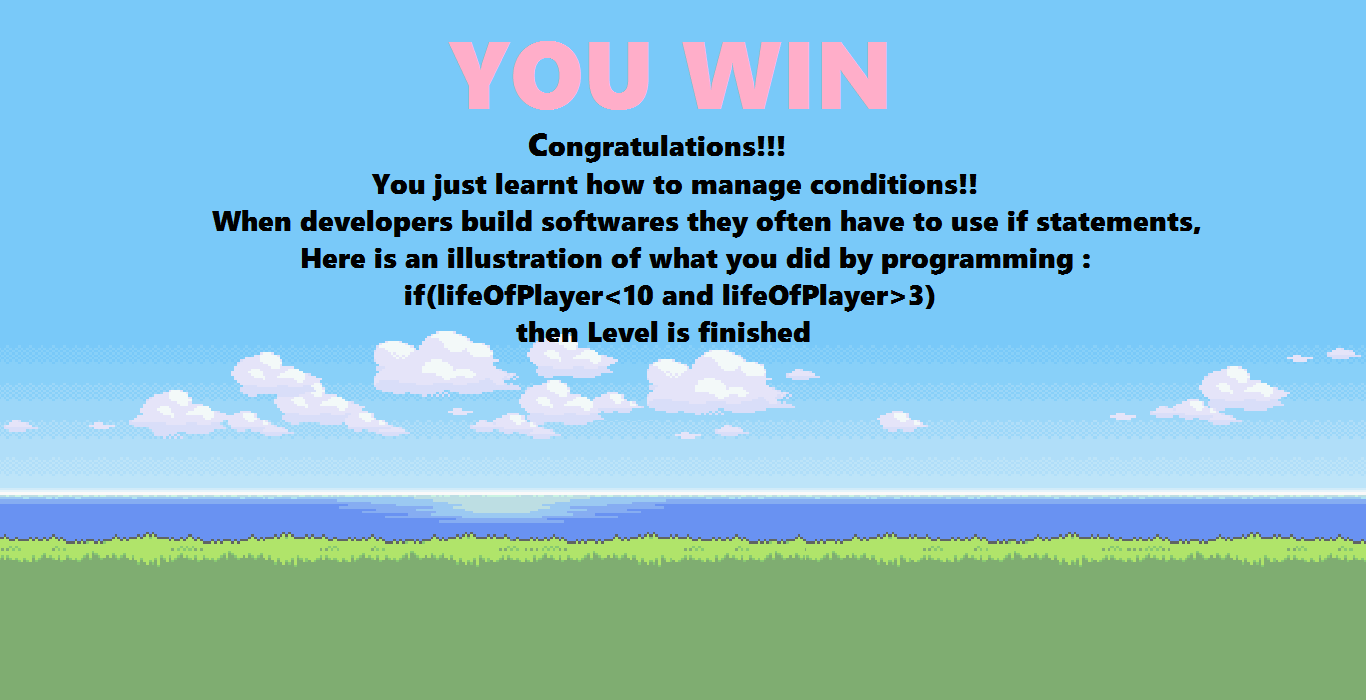 YOU WIN
Congratulations!!!
You just learnt how to manage conditions!!
When developers build softwares they often have to use if statements,
Here is an illustration of what you did by programming :
if(lifeOfPlayer<10 and lifeOfPlayer>3)
then Level is finished